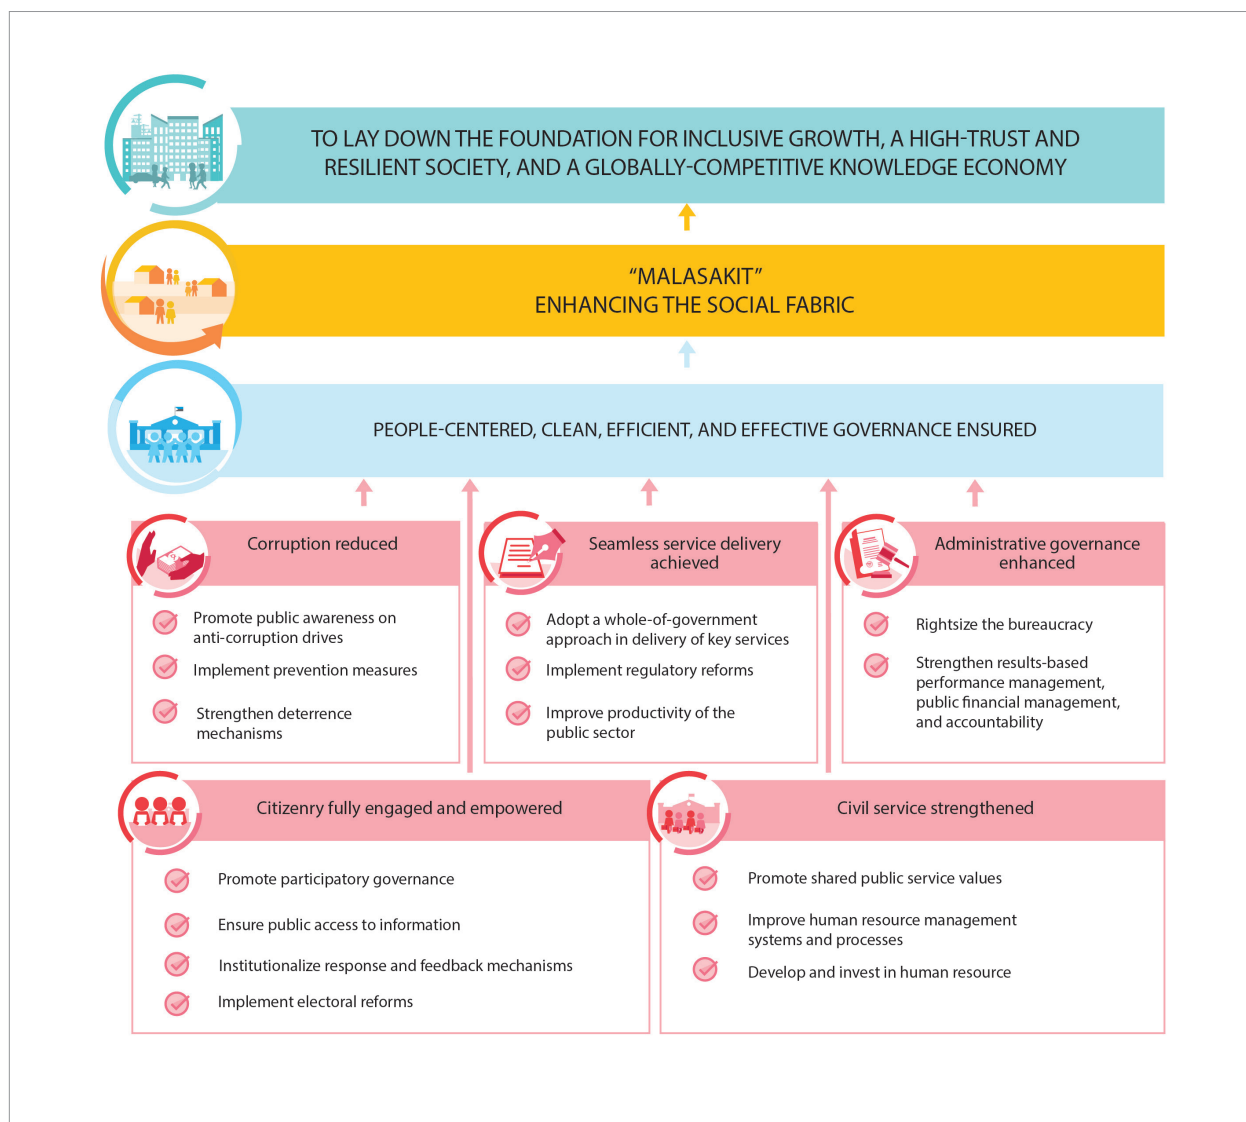 TO LAY DOWN THE FOUNDATION FOR INCLUSIVE GROWTH, A HIGH-TRUST AND
RESILIENT SOCIETY, AND A GLOBALLY-COMPETITIVE KNOWLEDGE ECONOMY
“MALASAKIT”
ENHANCING THE SOCIAL FABRIC
PEOPLE-CENTERED, CLEAN, EFFICIENT, AND EFFECTIVE GOVERNANCE ENSURED
Corruption reduced
Promote public awareness on
anti-corruption drives
Implement prevention measures
Strengthen deterrence
mechanisms
Seamless service delivery
achieved
Adopt a whole-of-government
approach in delivery of key services
Implement regulatory reforms
Improve productivity of the
public sector
Administrative governance
enhanced
Rightsize the bureaucracy
Strengthen results-based
performance management,
public financial management,
and accountability
Citizenry fully engaged and empowered
Promote participatory governance
Ensure public access to information
Institutionalize response and feedback mechanisms
Implement electoral reforms
Civil service strengthened
Promote shared public service values
Improve human resource management
systems and processes
Develop and invest in human resource